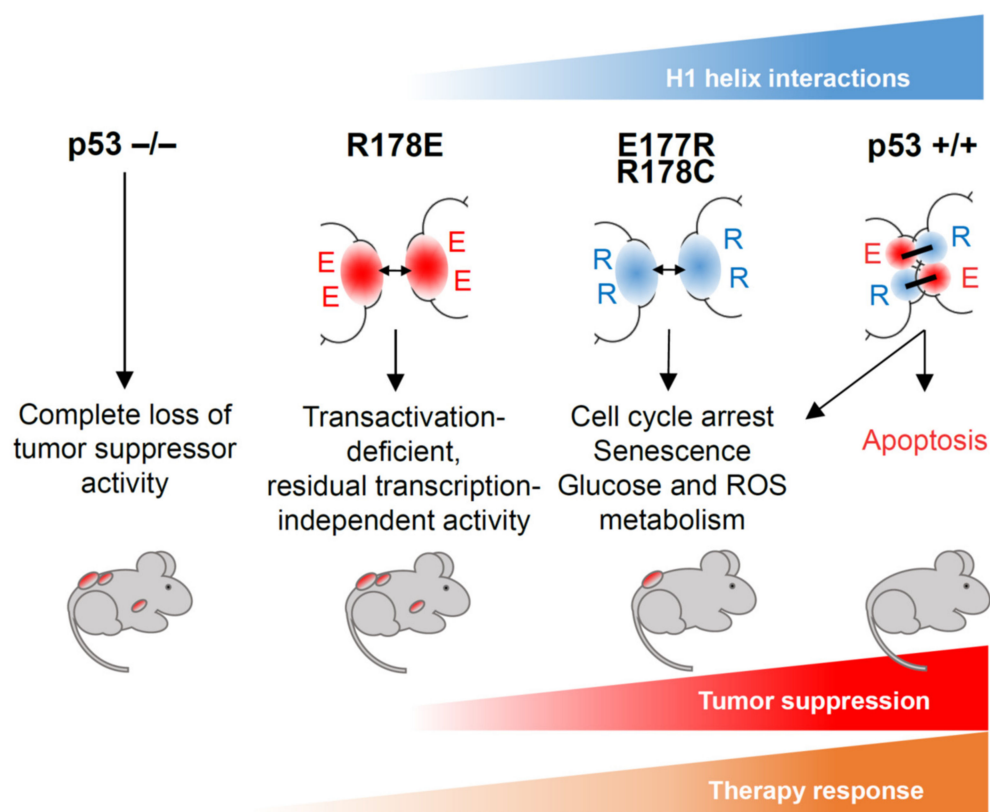 H1 helix interactions
p53 –/–
R178E
E177R
R178C
p53 +/+
E
E
E
E
R
R
R
R
E
R
R
E
Complete loss of
tumor suppressor
activity
Transactivation-
deficient,
residual transcription-
independent activity
Cell cycle arrest
Senescence
Glucose and ROS
metabolism
Apoptosis
Tumor suppression
Therapy response